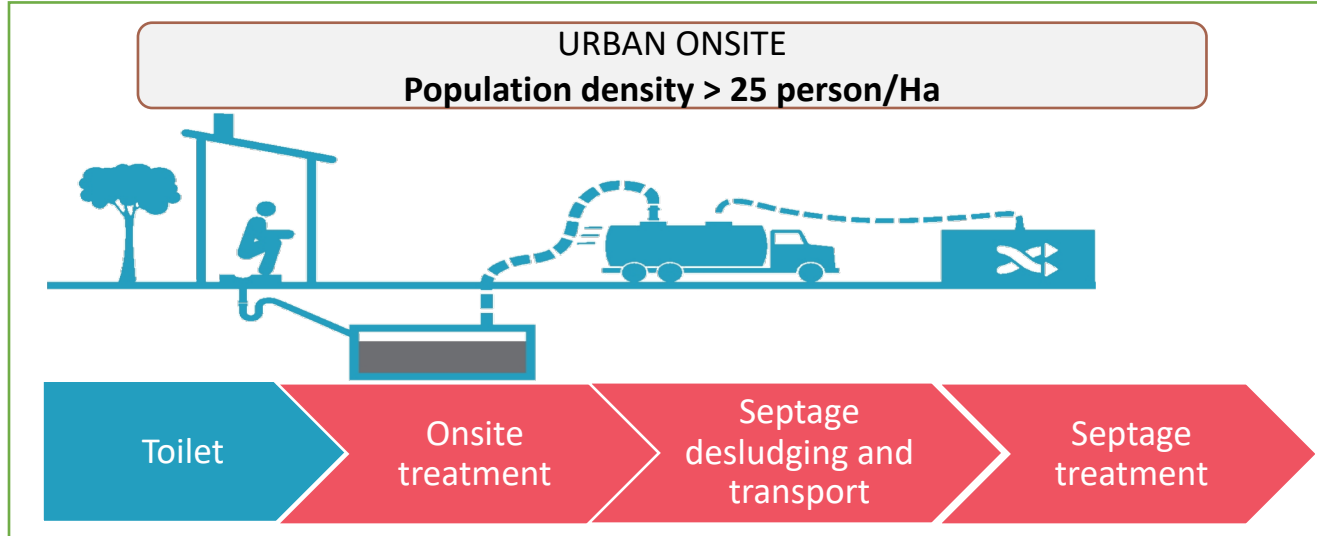 URBAN ONSITE
Population density > 25 person/Ha
Toilet
Onsite
treatment
Septage
desludging and
transport
Septage
treatment